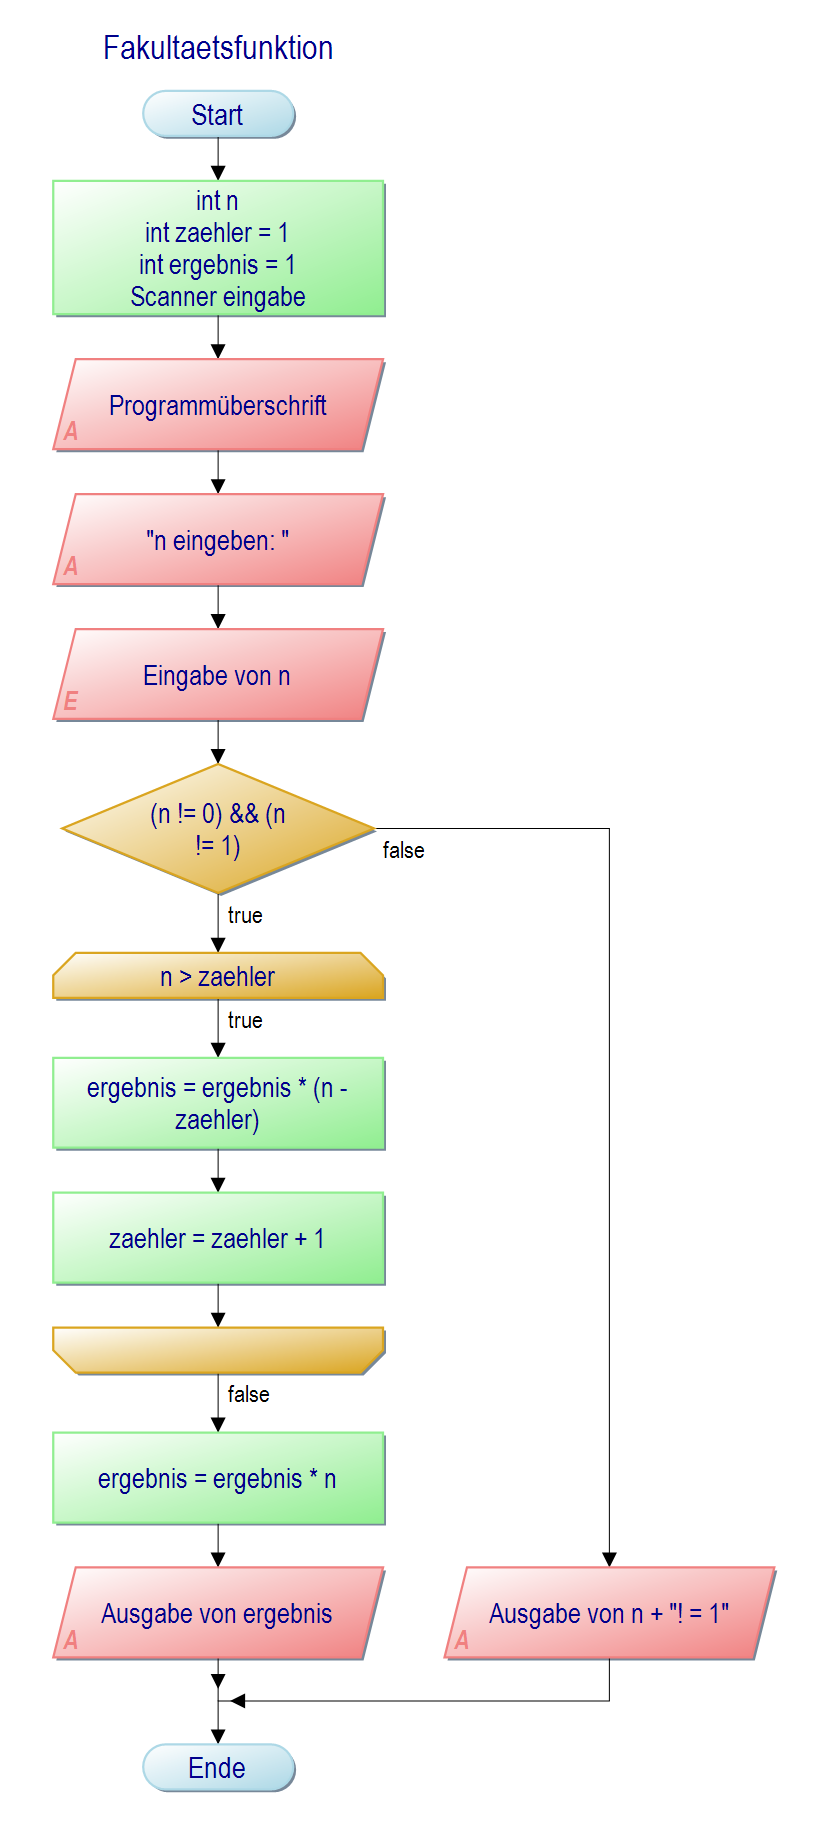 Fakultaetsfunktion
Start
int n
int zaehler = 1
int ergebnis = 1
Scanner eingabe
Programmüberschrift
A
"n eingeben: "
A
Eingabe von n
E
(n != 0) && (n
!= 1)
false
true
n > zaehler
true
ergebnis = ergebnis * (n -
zaehler)
zaehler = zaehler + 1
false
ergebnis = ergebnis * n
Ausgabe von ergebnis
A
Ausgabe von n + "! = 1"
A
Ende